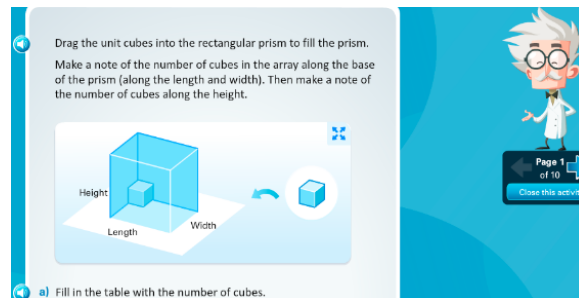 Drag the unit cubes into the rectangular prism to fill the prism.
Make a note of the number of cubes in the array along the base
of the prism (along the length and width). Then make a note of
the number of cubes along the height.
Height
Length
Width
Page 1
of 10
Close this activi
a) Fill in the table with the number of cubes.